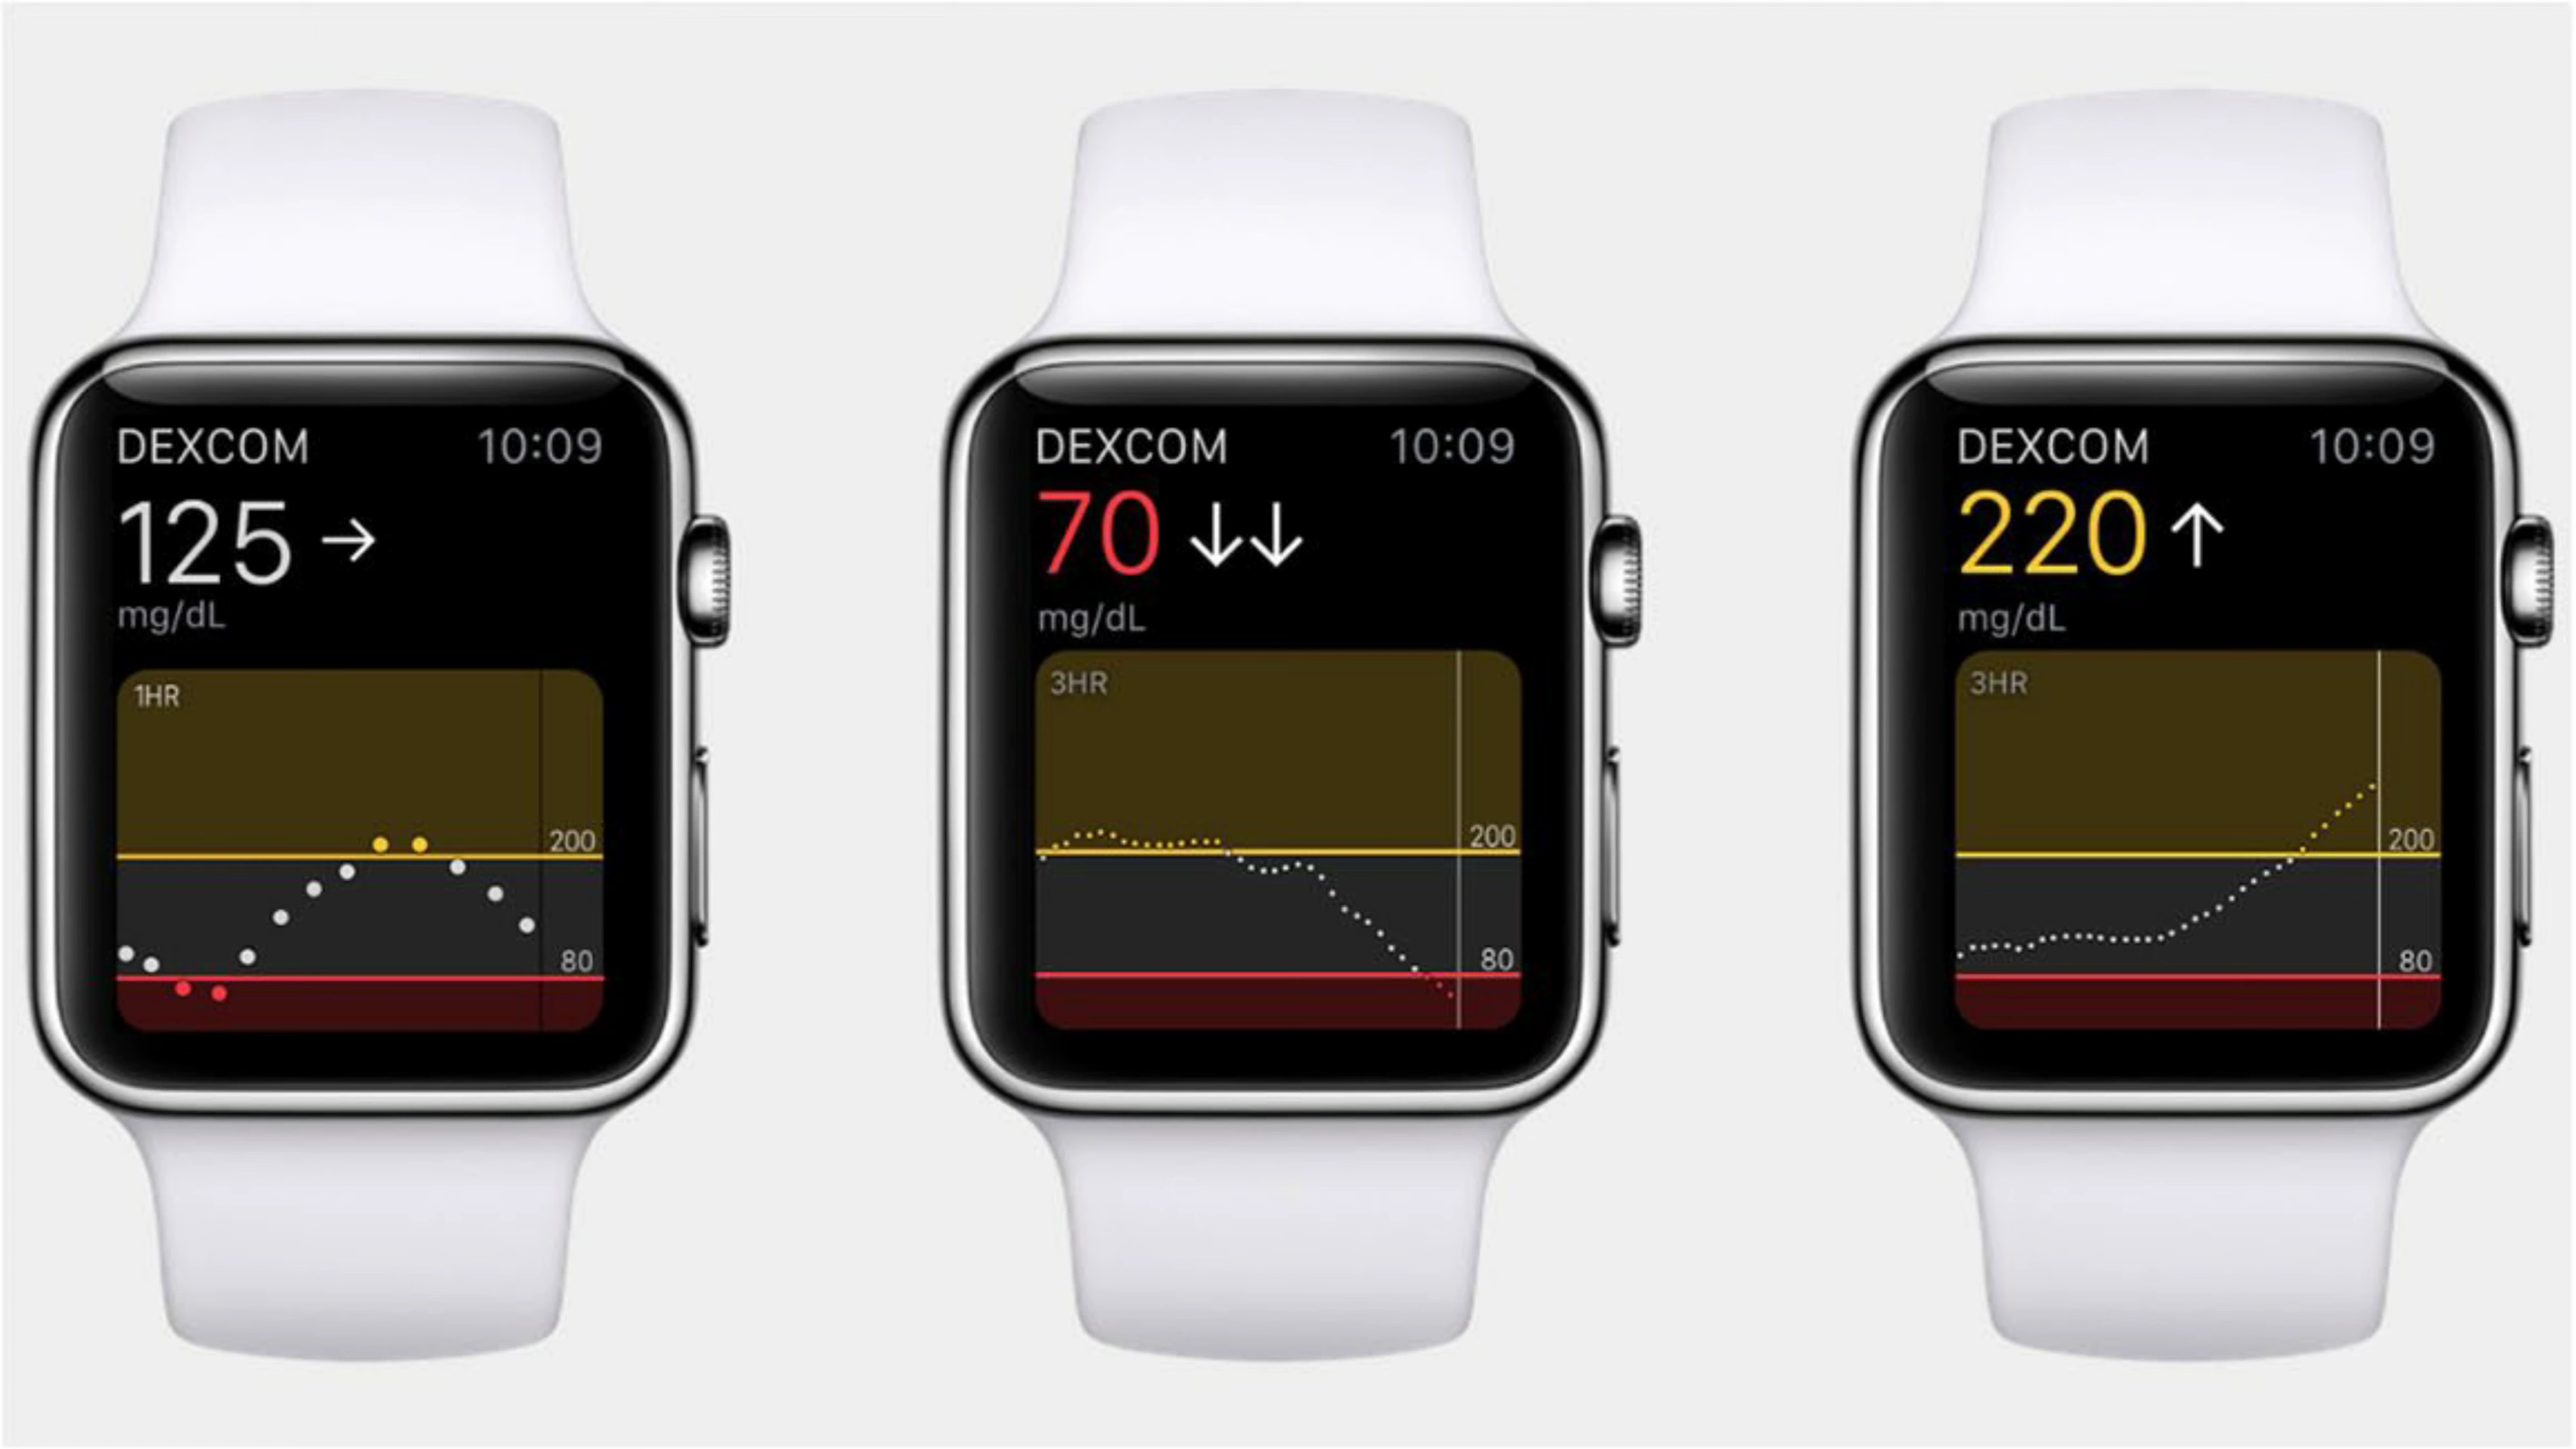 DEXCOM 10:09
125 →
mg/dL
1HR
200
80
DEXCOM 10:09
70 ↓↓
mg/dL
3HR
200
80
DEXCOM 10:09
220 ↑
mg/dL
3HR
200
80